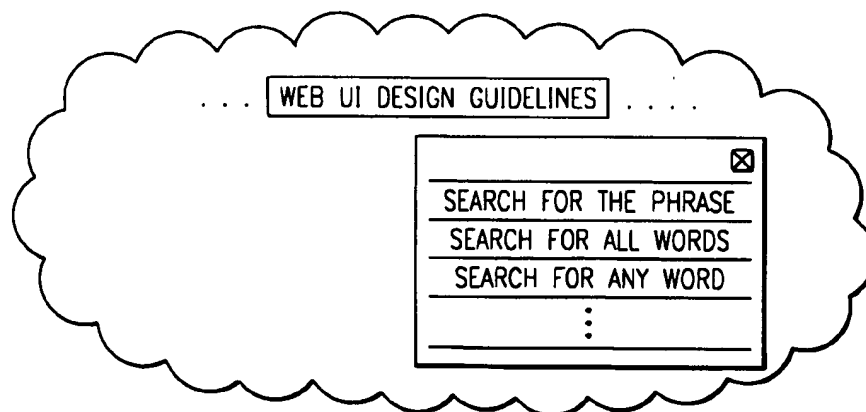 . . . WEB UI DESIGN GUIDELINES . . . .
SEARCH FOR THE PHRASE
SEARCH FOR ALL WORDS
SEARCH FOR ANY WORD